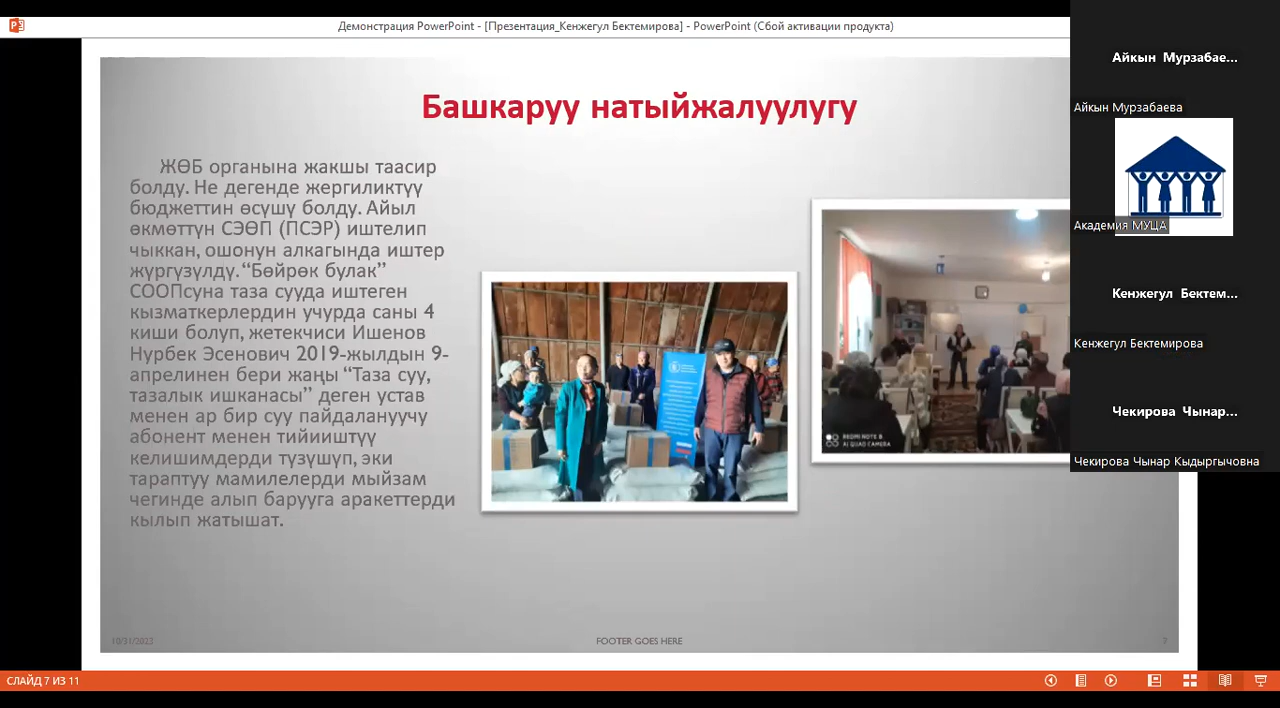 Демонстрация PowerPoint - [Презентация_Кенжегул Бектемирова] - PowerPoint (Сбой активации продукта)
Башкаруу натыйжалуулугу
ЖӨБ органына жакшы таасир
болду. Не дегенде жергиликтүү
бюджеттин өсүшү болду. Айыл
өкмөттүн СЭӨП (ПСЭР) иштелип
чыккан, ошонун алкагында иштер
жүргүзүлдү. “Бөйрөк булак”
СООПсуна таза сууда иштеген
кызматкерлердин учурда саны 4
киши болуп, жетекчиси Ишенов
Нурбек Эсенович 2019-жылдын 9-
апрелинен бери жаңы “Таза суу,
тазалык ишканасы” деген устав
менен ар бир суу пайдалануучу
абонент менен тийииштүү
келишимдерди түзүшүп, эки
тараптуу мамилелерди мыйзам
чегинде алып барууга аракеттерди
кылып жатышат.
REDMI NOTE 8
AI QUAD CAMERA
10/31/2023
FOOTER GOES HERE
7
СЛАЙД 7 ИЗ 11
Айкын Мурзабае...
Айкын Мурзабаева
Академия МУЦА
Кенжегул Бектем...
Кенжегул Бектемирова
Чекирова Чынар...
Чекирова Чынар Кыдыргычовна